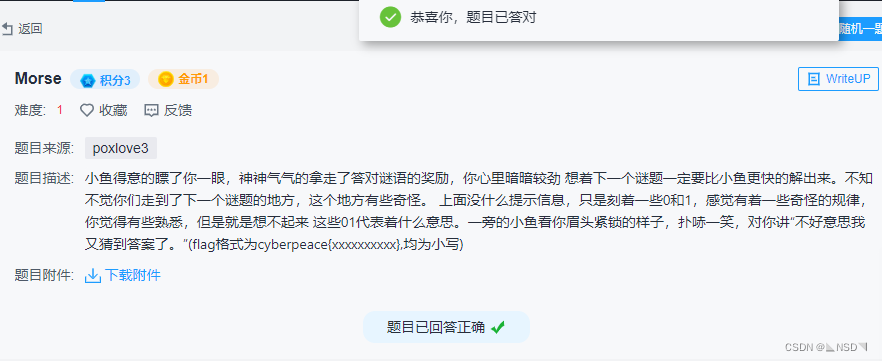 恭喜你，题目已答对
返回
随机一题
Morse 积分3 金币1
WriteUP
难度: 1 收藏 反馈
题目来源: poxlove3
题目描述: 小鱼得意的瞟了你一眼，神神气气的拿走了答对谜语的奖励，你心里暗暗较劲 想着下一个谜题一定要比小鱼更快的解出来。不知
不觉你们走到了下一个谜题的地方，这个地方有些奇怪。 上面没什么提示信息，只是刻着一些0和1，感觉有着一些奇怪的规律，
你觉得有些熟悉，但是就是想不起来 这些01代表着什么意思。一旁的小鱼看你眉头紧锁的样子，扑哧一笑，对你讲“不好意思我
又猜到答案了。”(flag格式为cyberpeace{xxxxxxxxxx},均为小写)
题目附件: 下载附件
题目已回答正确
CSDN @◣NSD◥